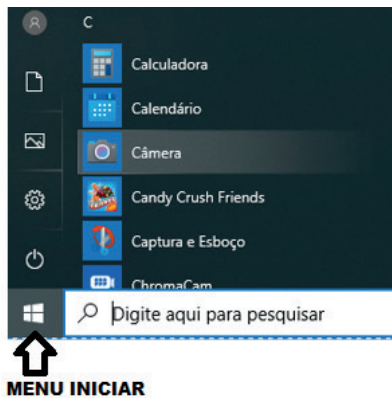 C
Calculadora
Calendário
Câmera
Candy Crush Friends
Captura e Esboço
ChromaCam
Digite aqui para pesquisar
MENU INICIAR